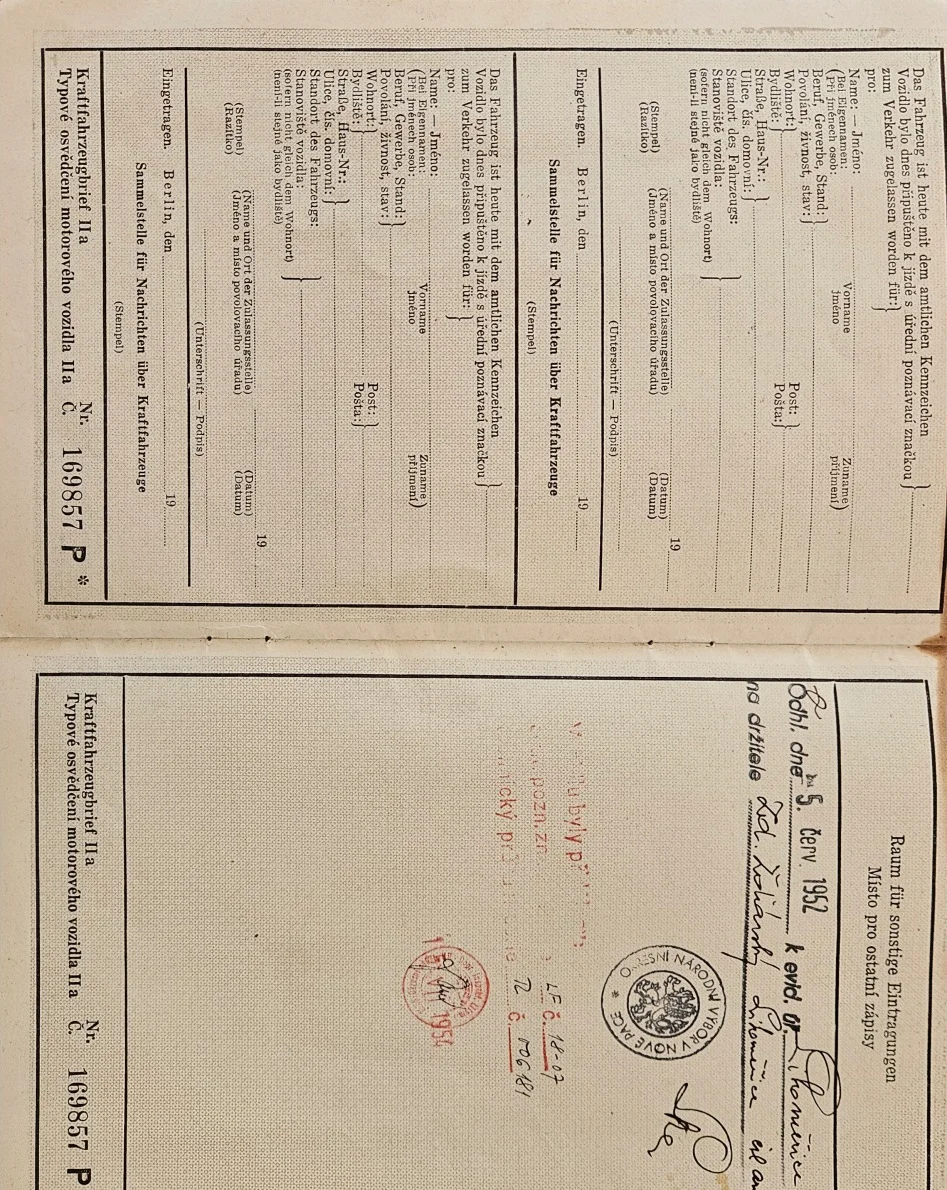 Das Fahrzeug ist heute mit dem amtlichen Kennzeichen
Vozidlo bylo dnes připuštěno k jízdě s úřední poznávací značkou
zum Verkehr zugelassen worden für:
pro:
Name: — Jméno:
(Bei Eigennamen: Vorname Zuname)
(Při jménech osob: jméno příjmení)
Beruf, Gewerbe, Stand:
Povolání, živnost, stav:
Wohnort: Post:
Bydliště: Pošta:
Straße, Haus-Nr.:
Ulice, čís. domovní:
Standort des Fahrzeugs:
Stanoviště vozidla:
(sofern nicht gleich dem Wohnort)
(není-li stejné jako bydliště)
19
(Stempel) (Name und Ort der Zulassungsstelle) (Datum)
(Razítko) (Jméno a místo povolovacího úřadu) (Datum)
(Unterschrift — Podpis)
Eingetragen. Berlin, den 19
Sammelstelle für Nachrichten über Kraftfahrzeuge
(Stempel)
Das Fahrzeug ist heute mit dem amtlichen Kennzeichen
Vozidlo bylo dnes připuštěno k jízdě s úřední poznávací značkou
zum Verkehr zugelassen worden für:
pro:
Name: — Jméno:
(Bei Eigennamen: Vorname Zuname)
(Při jménech osob: jméno příjmení)
Beruf, Gewerbe, Stand:
Povolání, živnost, stav:
Wohnort: Post:
Bydliště: Pošta:
Straße, Haus-Nr.:
Ulice, čís. domovní:
Standort des Fahrzeugs:
Stanoviště vozidla:
(sofern nicht gleich dem Wohnort)
(není-li stejné jako bydliště)
19
(Stempel) (Name und Ort der Zulassungsstelle) (Datum)
(Razítko) (Jméno a místo povolovacího úřadu) (Datum)
(Unterschrift — Podpis)
Eingetragen. Berlin, den 19
Sammelstelle für Nachrichten über Kraftfahrzeuge
(Stempel)
Kraftfahrzeugbrief IIa Nr.
Typové osvědčení motorového vozidla IIa Č. 169857 P *
Raum für sonstige Eintragungen
Místo pro ostatní zápisy
Odhl. dne 5. červ. 1952 k evid. or
na držitele
OKRESNÍ NÁRODNÍ VÝBOR V NOVÉ PACE *
byly
pozn. zn. LF č. 18-07
č. 006181
1954
Kraftfahrzeugbrief IIa Nr.
Typové osvědčení motorového vozidla IIa Č. 169857 P